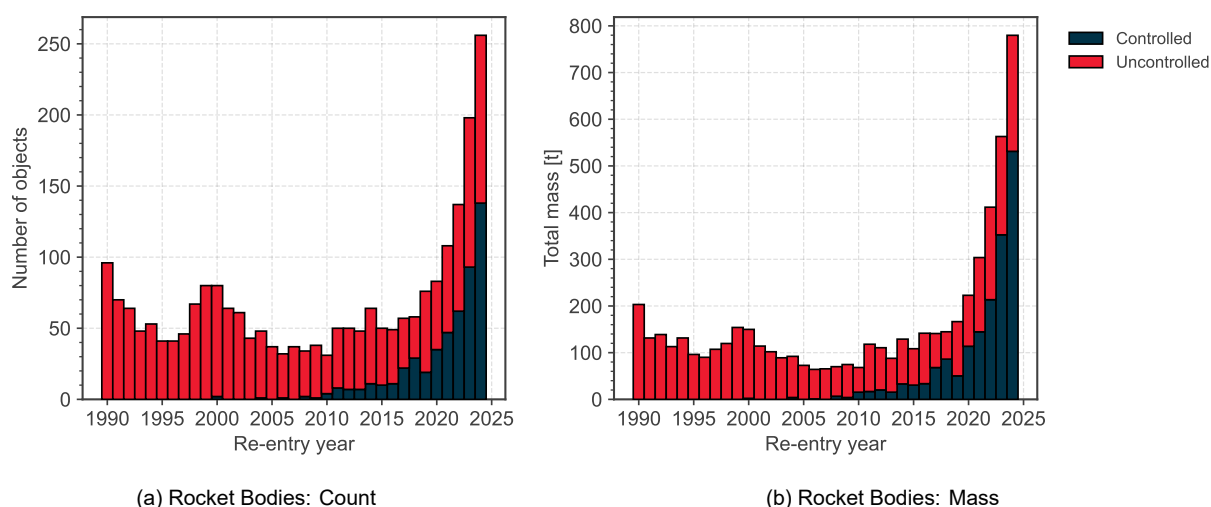 Number of objects
250
200
150
100
50
0
1990 1995 2000 2005 2010 2015 2020 2025
Re-entry year
(a) Rocket Bodies: Count
Total mass [t]
800
700
600
500
400
300
200
100
0
1990 1995 2000 2005 2010 2015 2020 2025
Re-entry year
(b) Rocket Bodies: Mass
Controlled
Uncontrolled